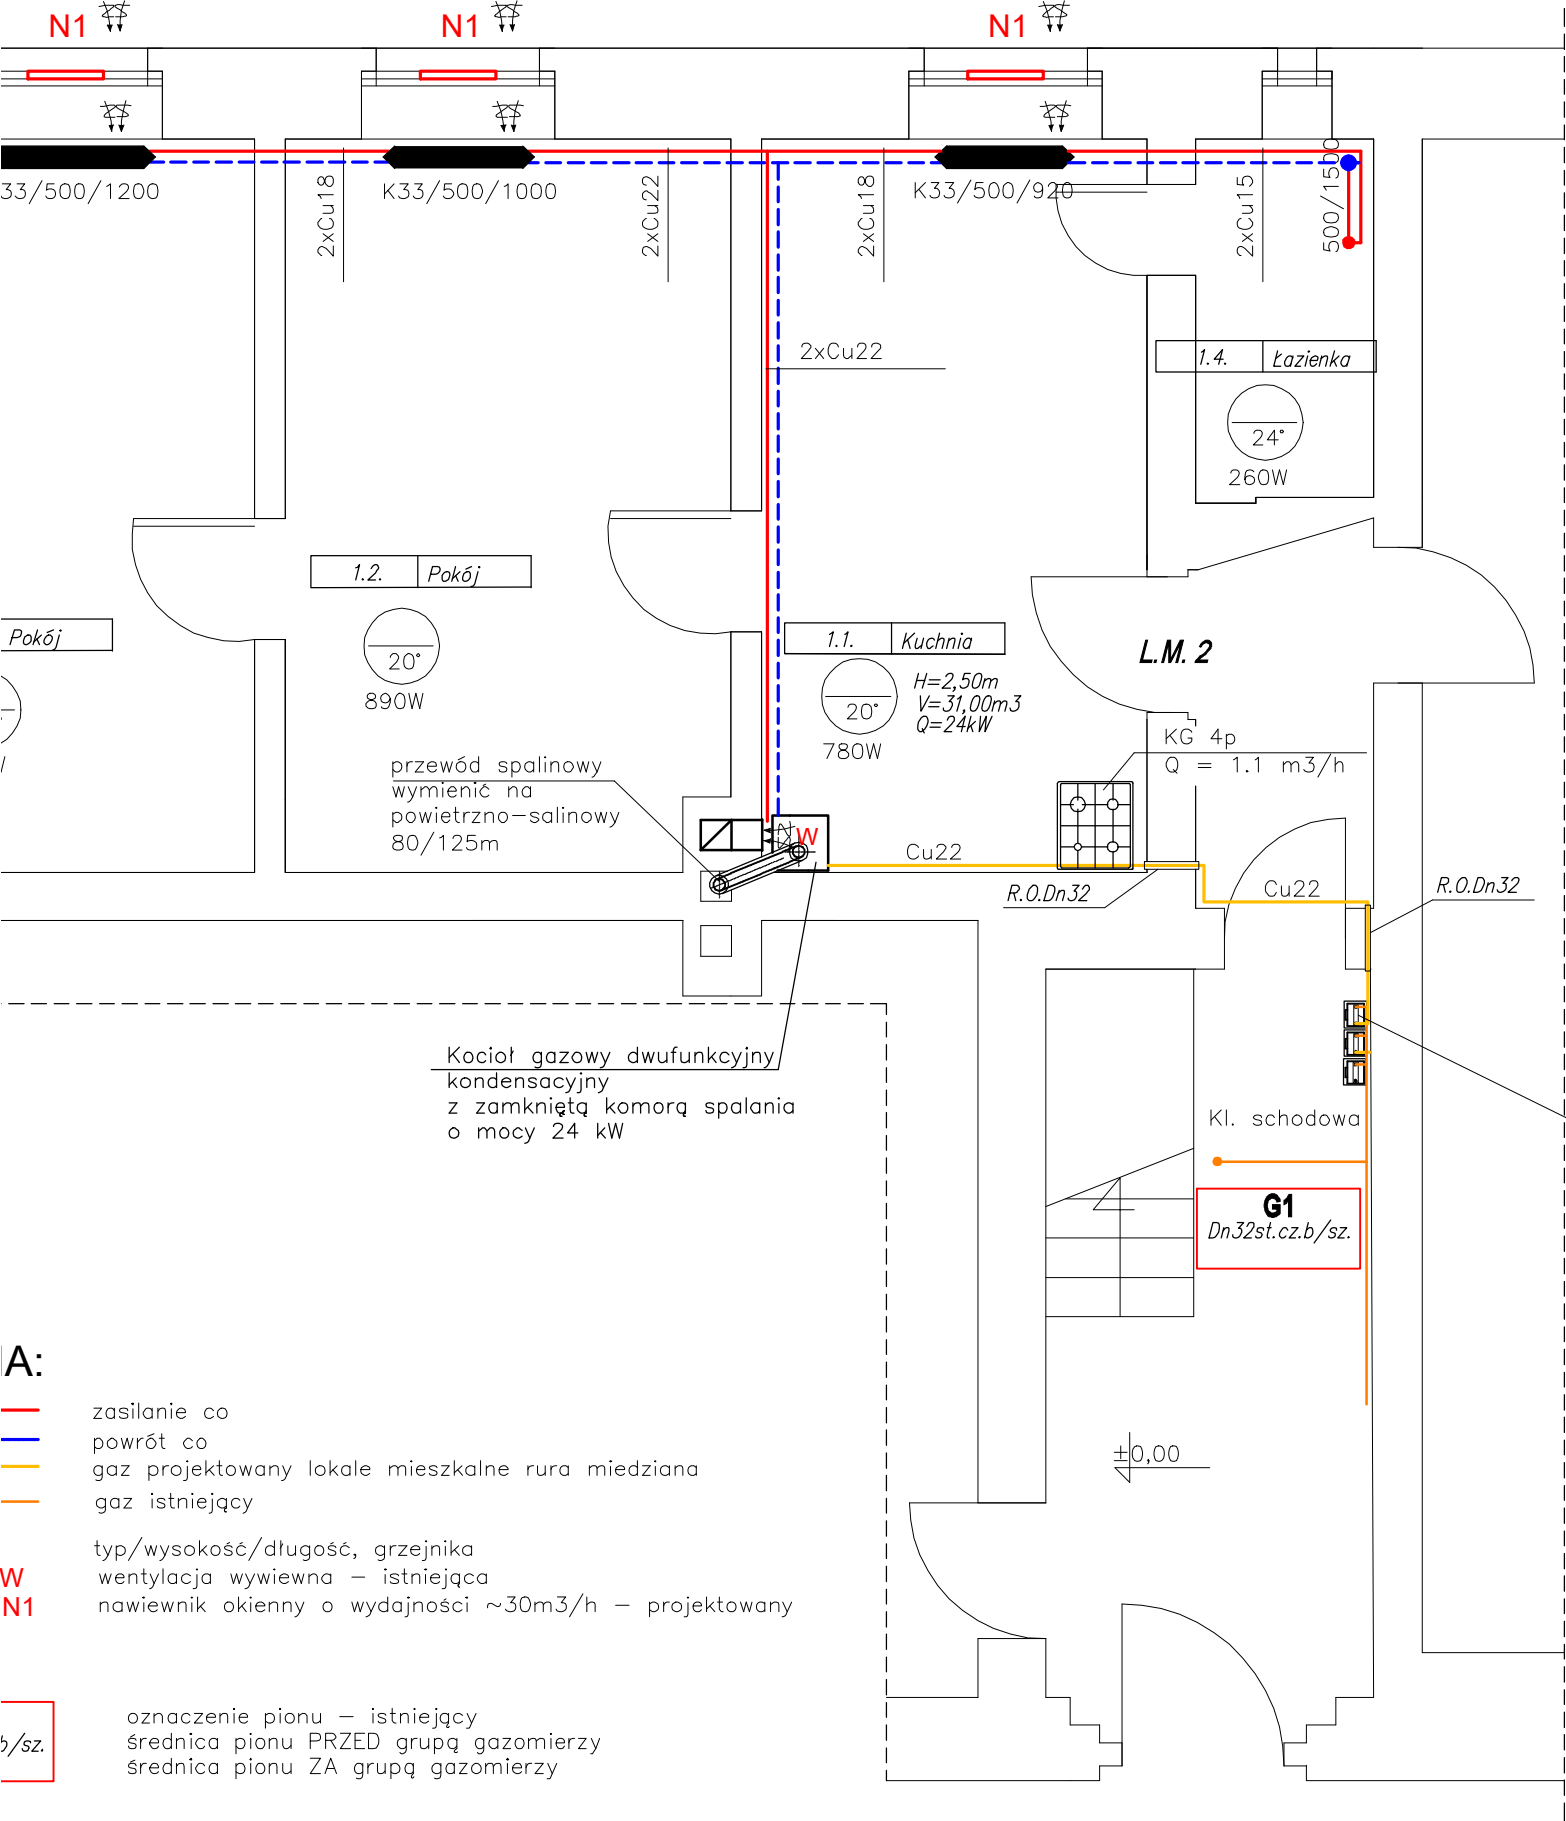 N1
N1
N1
33/500/1200
K33/500/1000
K33/500/920
500/1500
2xCu18
2xCu22
2xCu18
2xCu15
2xCu22
1.4. Łazienka
24°
260W
1.2. Pokój
20°
890W
Pokój
1.1. Kuchnia
20°
780W
H=2,50m
V=31,00m3
Q=24kW
L.M. 2
KG 4p
Q = 1.1 m3/h
przewód spalinowy
wymienić na
powietrzno-salinowy
80/125m
W
Cu22
R.O.Dn32
Cu22
R.O.Dn32
Kocioł gazowy dwufunkcyjny
kondensacyjny
z zamkniętą komorą spalania
o mocy 24 kW
Kl. schodowa
G1
Dn32st.cz.b/sz.
±0,00
IA:
zasilanie co
powrót co
gaz projektowany lokale mieszkalne rura miedziana
gaz istniejący
typ/wysokość/długość, grzejnika
W wentylacja wywiewna – istniejąca
N1 nawiewnik okienny o wydajności ~30m3/h – projektowany
b/sz.
oznaczenie pionu – istniejący
średnica pionu PRZED grupą gazomierzy
średnica pionu ZA grupą gazomierzy